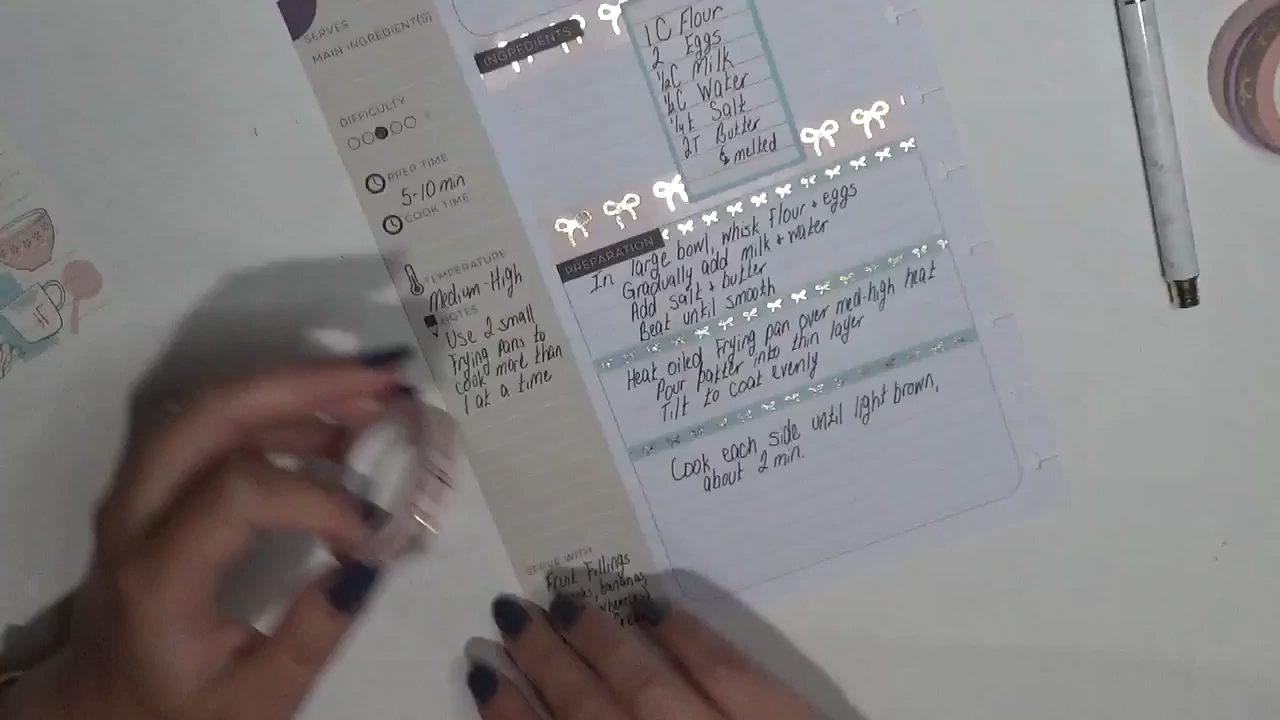 SERVES
MAIN INGREDIENT(S)
DIFFICULTY
PREP TIME
5-10 min
COOK TIME
TEMPERATURE
Medium-High
NOTES
Use 2 small
frying pans to
cook more than
1 at a time
SERVE WITH
Fruit Fillings
bananas,
INGREDIENTS
1 C Flour
2 Eggs
1/2C Milk
1/2C Water
1/4t Salt
2T Butter
melted
PREPARATION
In large bowl, whisk flour + eggs
Gradually add milk + water
Add salt + butter
Beat until smooth
Heat oiled frying pan over med-high heat
Pour batter into thin layer
Tilt to coat evenly
Cook each side until light brown,
about 2 min.